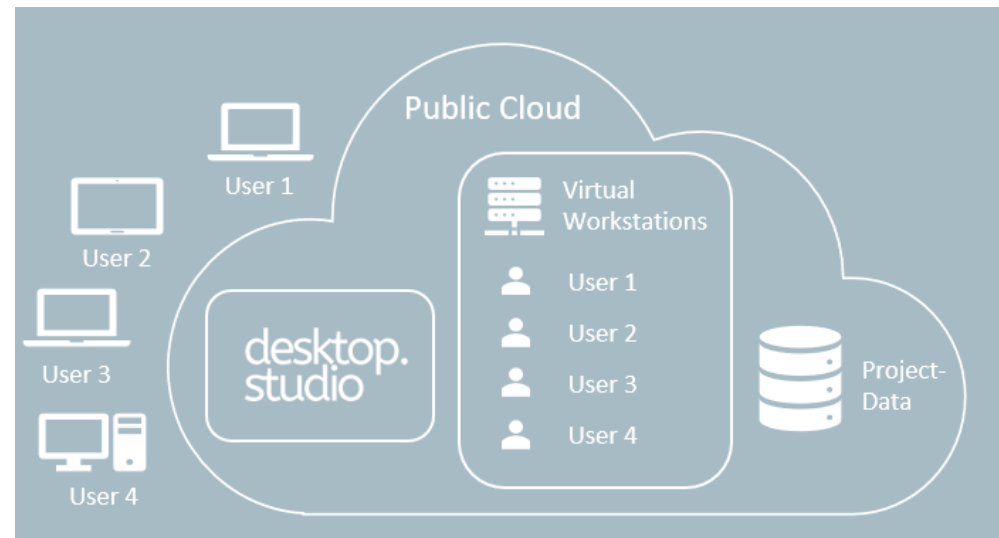 Public Cloud
User 1
User 2
User 3
User 4
desktop.
studio
Virtual
Workstations
User 1
User 2
User 3
User 4
Project-
Data